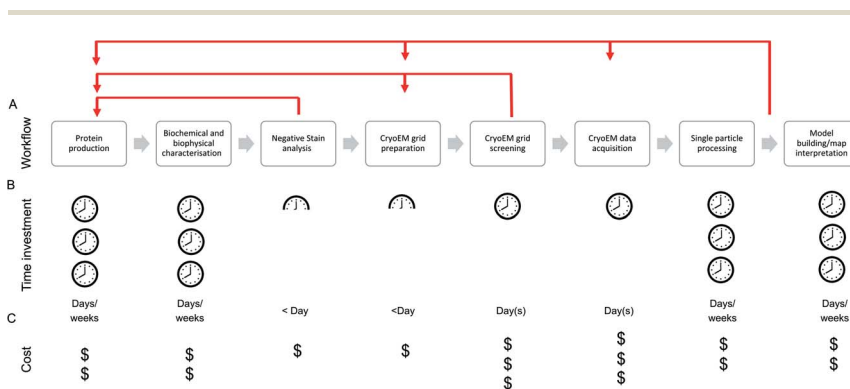 A
Workflow
Protein
production
Biochemical and
biophysical
characterisation
Negative Stain
analysis
CryoEM grid
preparation
CryoEM grid
screening
CryoEM data
acquisition
Single particle
processing
Model
building/map
interpretation
B
Time investment
Days/
weeks
Days/
weeks
< Day
<Day
Day(s)
Day(s)
Days/
weeks
Days/
weeks
C
Cost
$ $ $ $ $ $ $ $
$ $ $ $ $ $
$ $
$